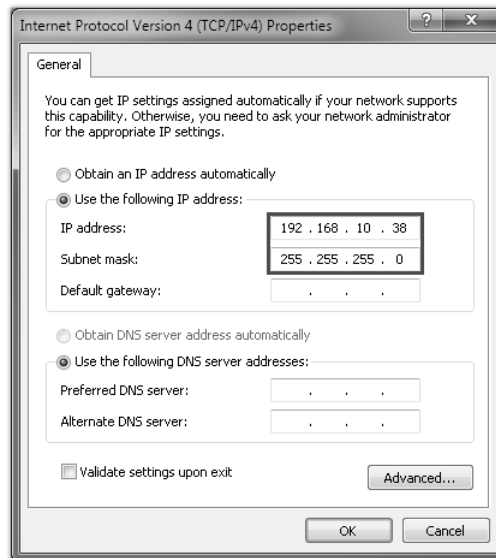 Internet Protocol Version 4 (TCP/IPv4) Properties ? X
General
You can get IP settings assigned automatically if your network supports
this capability. Otherwise, you need to ask your network administrator
for the appropriate IP settings.
Obtain an IP address automatically
Use the following IP address:
IP address: 192 . 168 . 10 . 38
Subnet mask: 255 . 255 . 255 . 0
Default gateway: . . .
Obtain DNS server address automatically
Use the following DNS server addresses:
Preferred DNS server: . . .
Alternate DNS server: . . .
Validate settings upon exit
Advanced...
OK Cancel